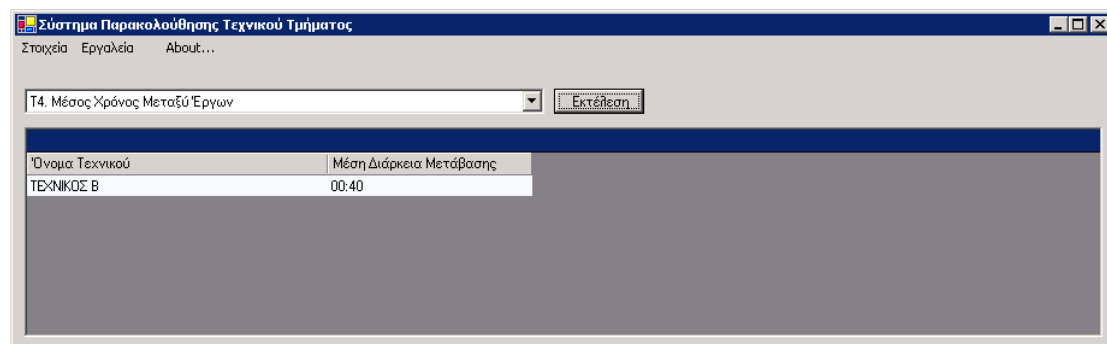 Σύστημα Παρακολούθησης Τεχνικού Τμήματος
Στοιχεία Εργαλεία About...
Τ4. Μέσος Χρόνος Μεταξύ Έργων Εκτέλεση
Όνομα Τεχνικού Μέση Διάρκεια Μετάβασης
ΤΕΧΝΙΚΟΣ Β 00:40